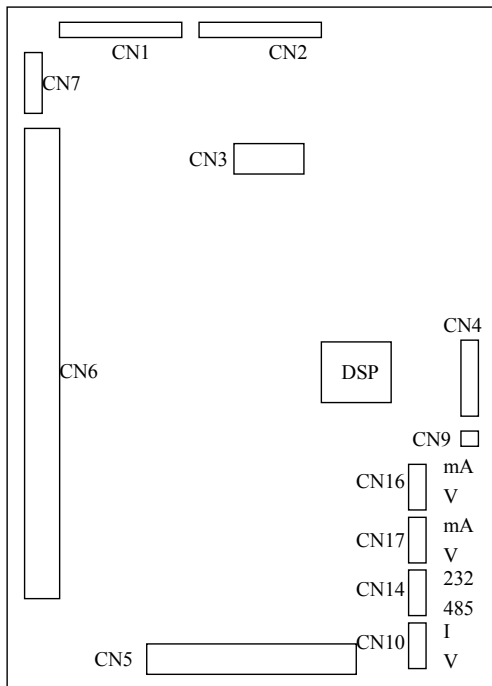 CN1
CN2
CN7
CN3
CN4
CN6
DSP
CN9
CN16
mA
V
CN17
mA
V
CN14
232
485
CN10
I
V
CN5